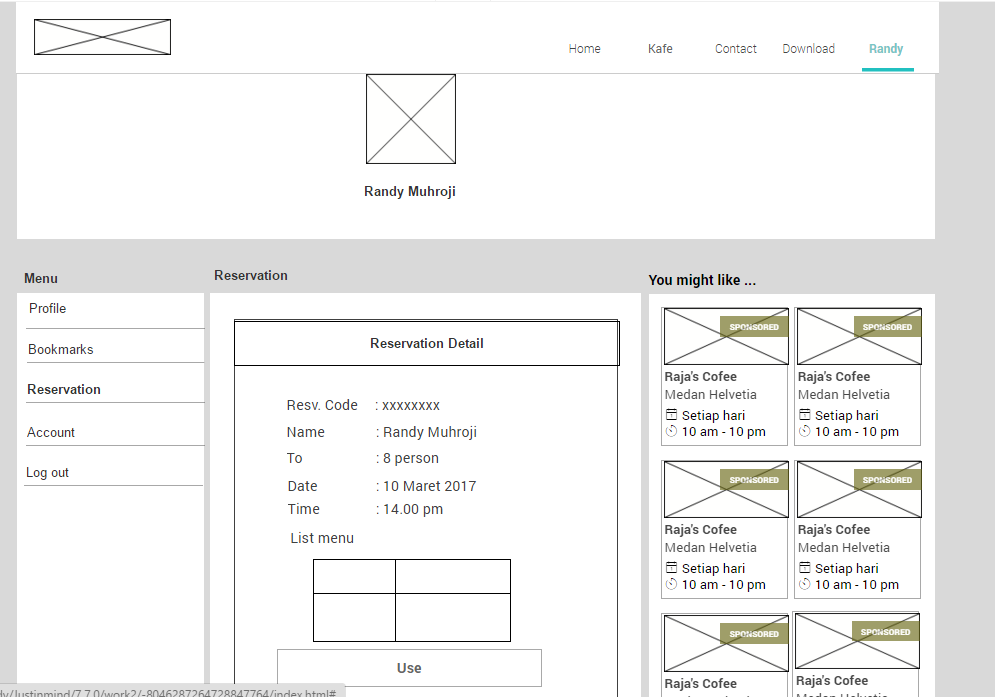 Home Kafe Contact Download Randy
Randy Muhroji
Menu
Profile
Bookmarks
Reservation
Account
Log out
Reservation
Reservation Detail
Resv. Code : xxxxxxxx
Name : Randy Muhroji
To : 8 person
Date : 10 Maret 2017
Time : 14.00 pm
List menu
Use
You might like ...
SPONSORED
Raja's Cofee
Medan Helvetia
Setiap hari
10 am - 10 pm
SPONSORED
Raja's Cofee
Medan Helvetia
Setiap hari
10 am - 10 pm
SPONSORED
Raja's Cofee
Medan Helvetia
Setiap hari
10 am - 10 pm
SPONSORED
Raja's Cofee
Medan Helvetia
Setiap hari
10 am - 10 pm
SPONSORED
Raja's Cofee
SPONSORED
Raja's Cofee
Medan Helvetia
dy/Justinmind/7.7.0/work2/-8046287264728847764/index.html#